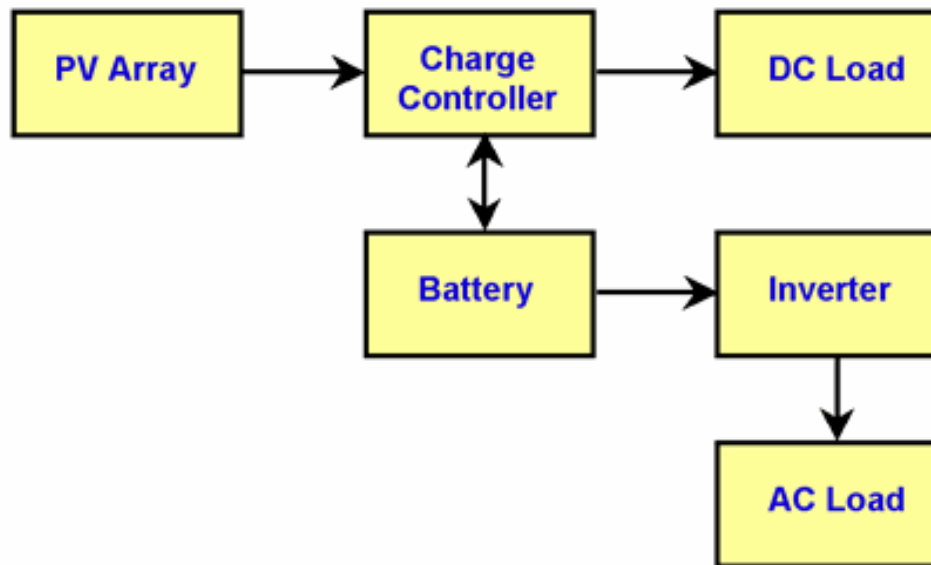 PV Array
Charge
Controller
DC Load
Battery
Inverter
AC Load